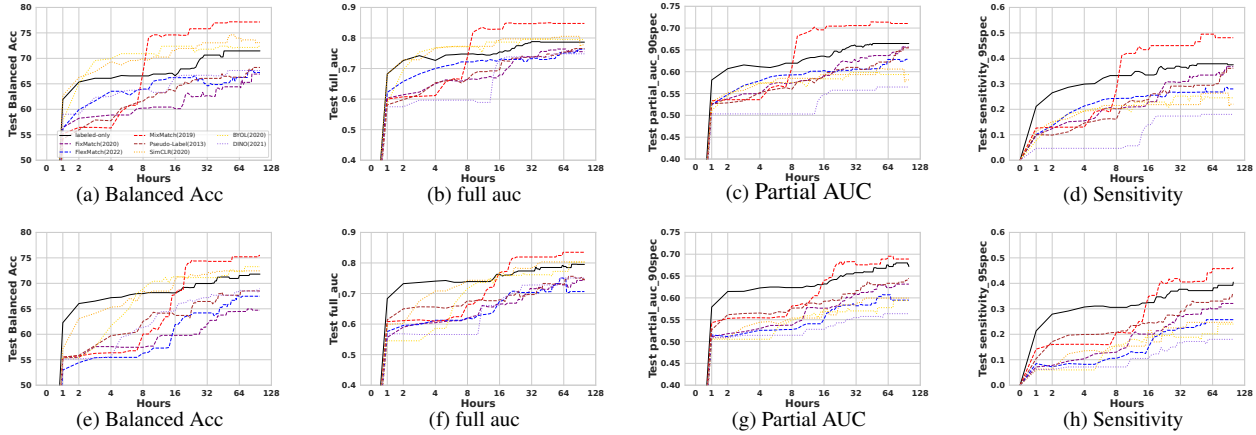 80
75
70
65
60
55
50
Test Balanced Acc
labeled-only
FixMatch(2020)
FlexMatch(2022)
MixMatch(2019)
Pseudo-Label(2013)
SimCLR(2020)
BYOL(2020)
DINO(2021)
0 1 2 4 8 16 32 64 128
Hours
(a) Balanced Acc
0.9
0.8
0.7
0.6
0.5
0.4
Test full_auc
0 1 2 4 8 16 32 64 128
Hours
(b) full auc
0.75
0.70
0.65
0.60
0.55
0.50
0.45
0.40
Test partial_auc_90spec
0 1 2 4 8 16 32 64 128
Hours
(c) Partial AUC
0.6
0.5
0.4
0.3
0.2
0.1
0.0
Test sensitivity_95spec
0 1 2 4 8 16 32 64 128
Hours
(d) Sensitivity
80
75
70
65
60
55
50
Test Balanced Acc
0 1 2 4 8 16 32 64 128
Hours
(e) Balanced Acc
0.9
0.8
0.7
0.6
0.5
0.4
Test full_auc
0 1 2 4 8 16 32 64 128
Hours
(f) full auc
0.75
0.70
0.65
0.60
0.55
0.50
0.45
0.40
Test partial_auc_90spec
0 1 2 4 8 16 32 64 128
Hours
(g) Partial AUC
0.6
0.5
0.4
0.3
0.2
0.1
0.0
Test sensitivity_95spec
0 1 2 4 8 16 32 64 128
Hours
(h) Sensitivity